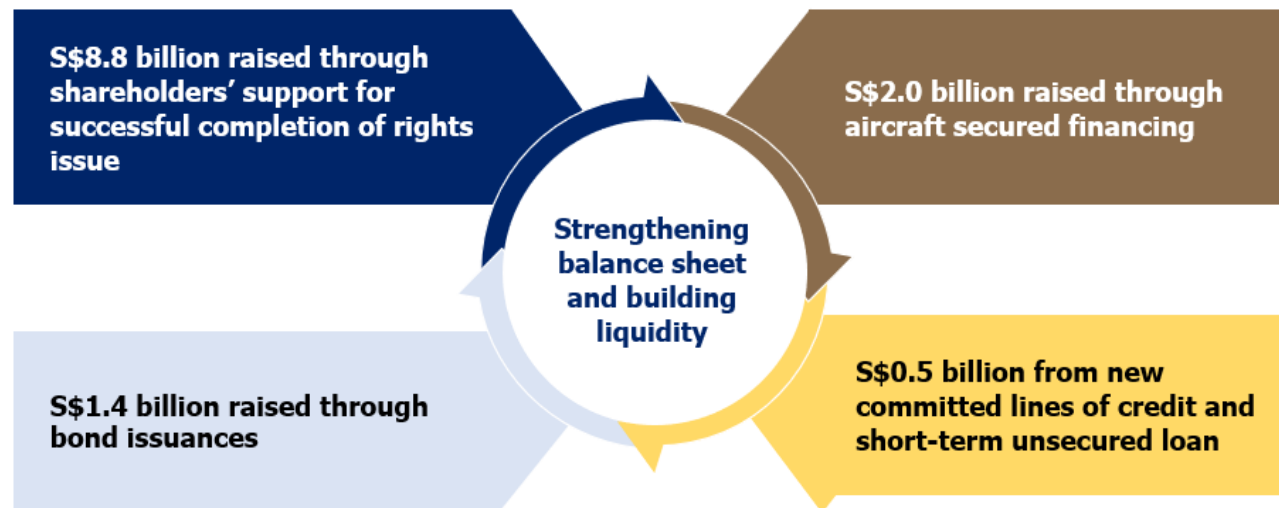 S$8.8 billion raised through
shareholders’ support for
successful completion of rights
issue
S$2.0 billion raised through
aircraft secured financing
Strengthening
balance sheet
and building
liquidity
S$1.4 billion raised through
bond issuances
S$0.5 billion from new
committed lines of credit and
short-term unsecured loan